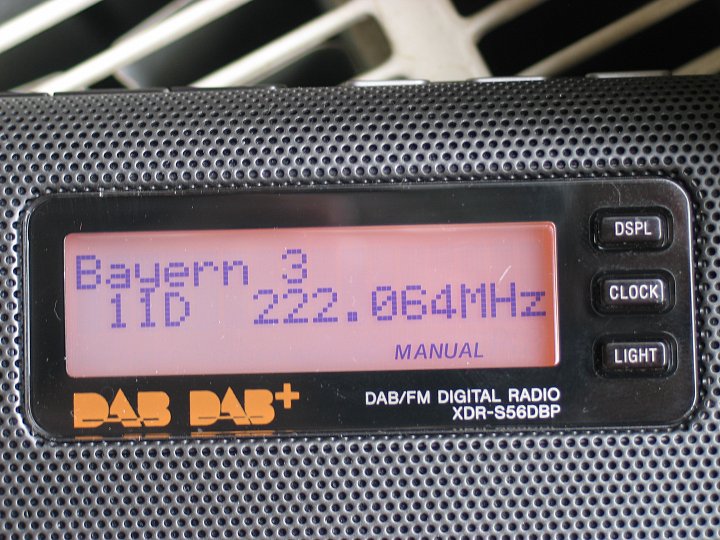 Bayern 3
11D 222.064MHz
MANUAL
DSPL
CLOCK
LIGHT
DAB DAB+
DAB/FM DIGITAL RADIO
XDR-S56DBP